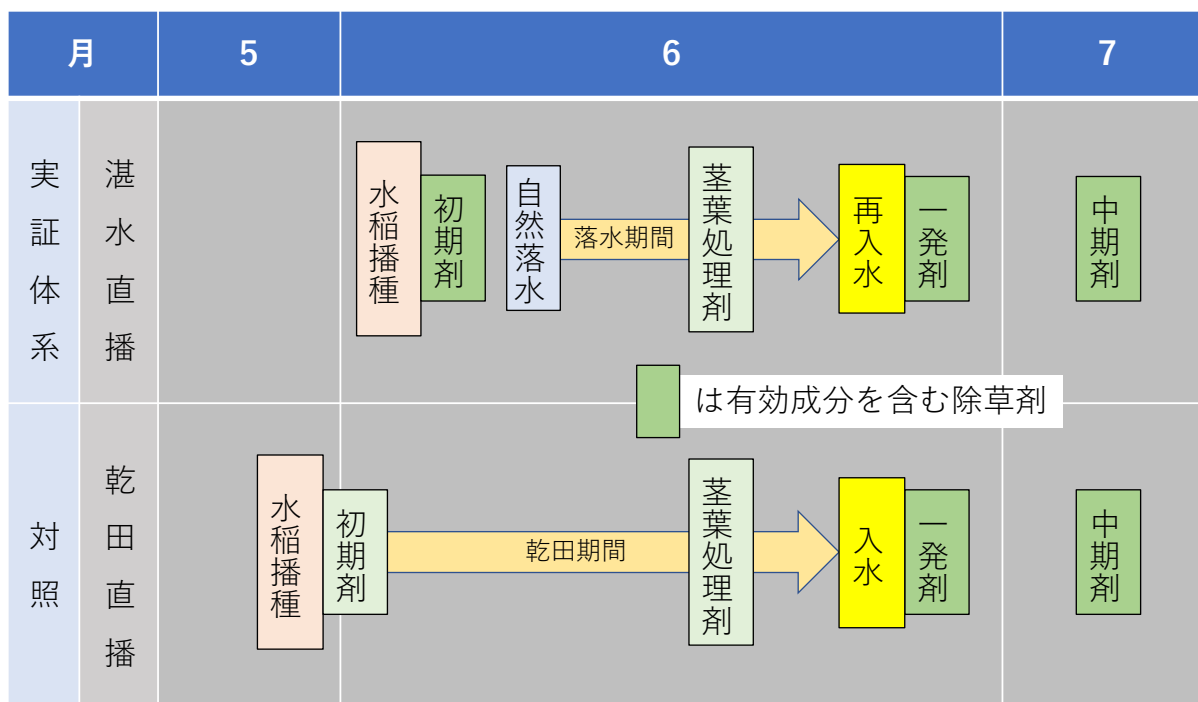 月
5
6
7
実証体系
湛水直播
水稲播種
初期剤
自然落水
落水期間
茎葉処理剤
再入水
一発剤
中期剤
は有効成分を含む除草剤
対照
乾田直播
水稲播種
初期剤
乾田期間
茎葉処理剤
入水
一発剤
中期剤